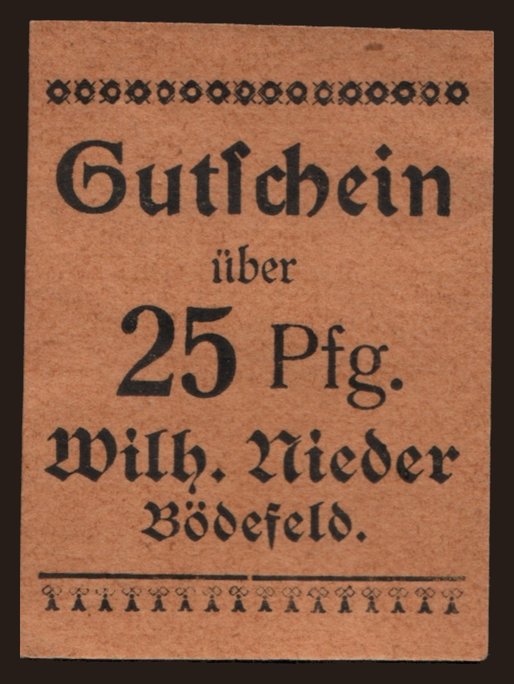 Gutſchein
über
25 Pfg.
Wilh. Nieder
Bödefeld.